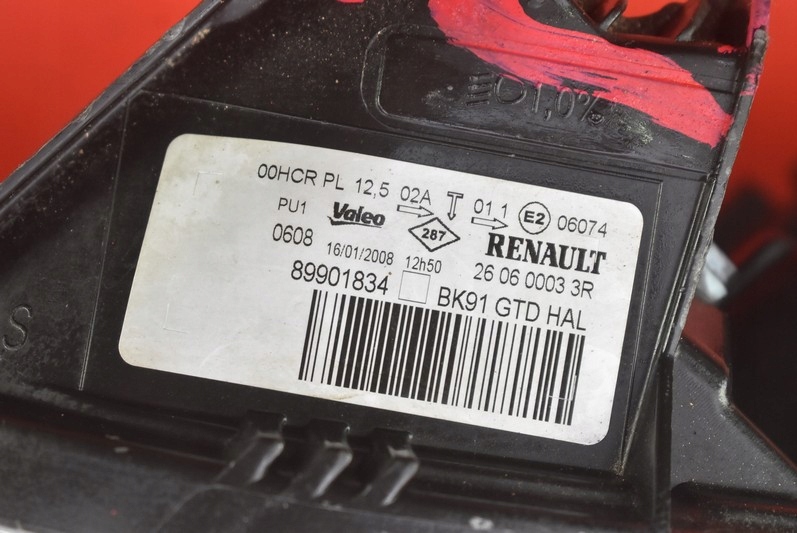 1,0%
00HCR PL 12,5 02A T 01 1 E2 06074
PU1 Valeo 287 RENAULT
0608 16/01/2008 12h50 26 06 0003 3R
89901834 BK91 GTD HAL
S